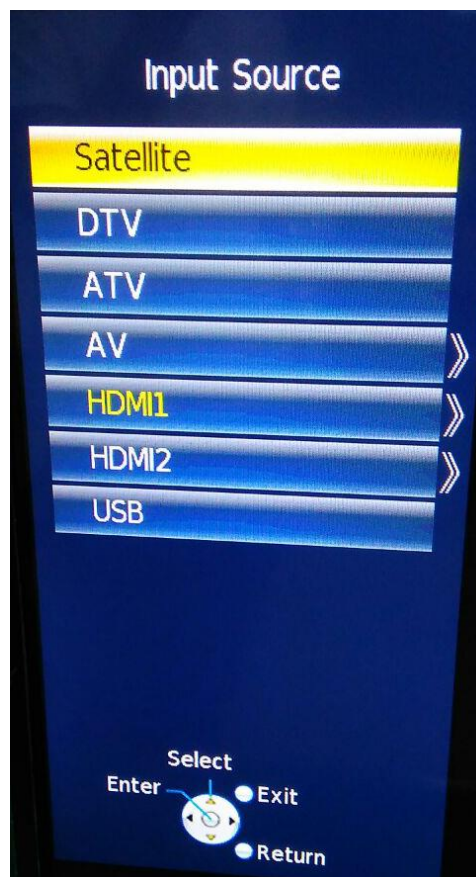 Input Source
Satellite
DTV
ATV
AV
HDMI1
HDMI2
USB
Select
Enter
Exit
Return